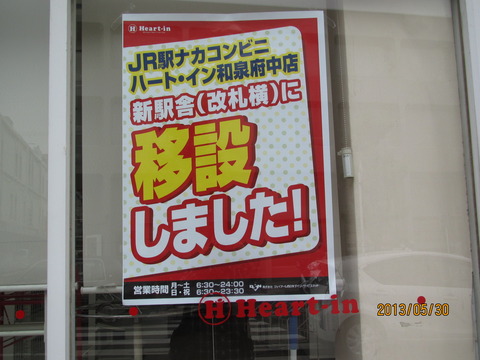 Heart-in
JR駅ナカコンビニ
ハート・イン和泉府中店
新駅舎(改札横)に
移設
しました!
営業時間 月〜土 6:30〜24:00
日・祝 6:30〜23:30
Heart-in
2013/05/30